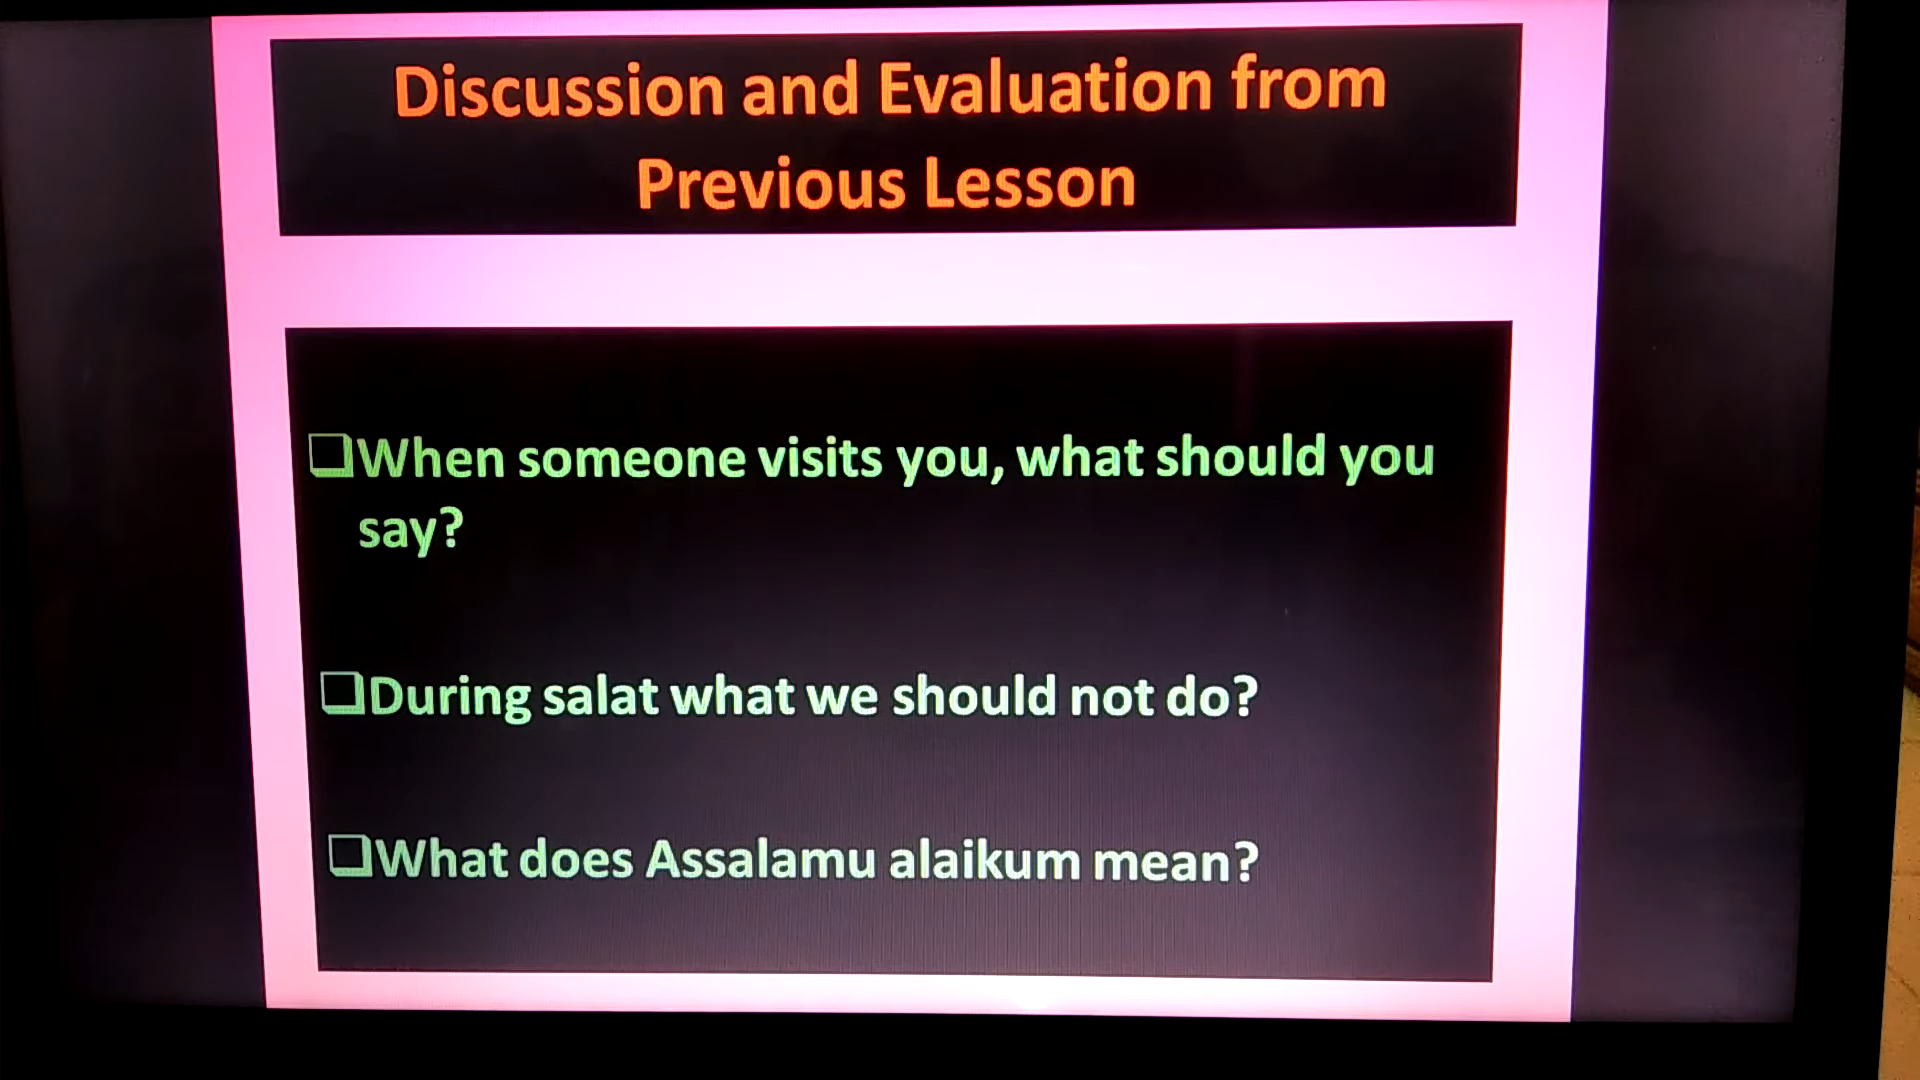 Discussion and Evaluation from
Previous Lesson
❑When someone visits you, what should you
say?
❑During salat what we should not do?
❑What does Assalamu alaikum mean?